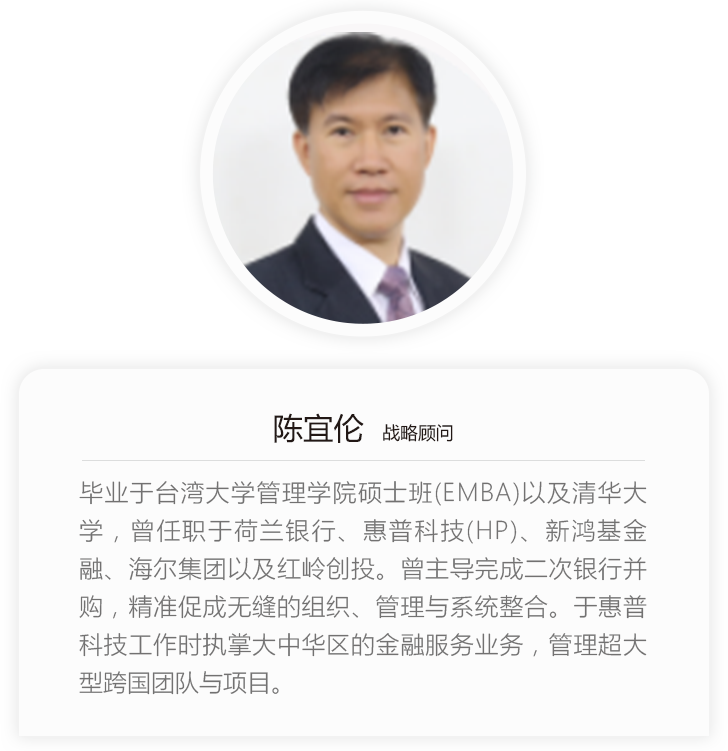 陈宜伦 战略顾问
毕业于台湾大学管理学院硕士班(EMBA)以及清华大
学，曾任职于荷兰银行、惠普科技(HP)、新鸿基金
融、海尔集团以及红岭创投。曾主导完成二次银行并
购，精准促成无缝的组织、管理与系统整合。于惠普
科技工作时执掌大中华区的金融服务业务，管理超大
型跨国团队与项目。